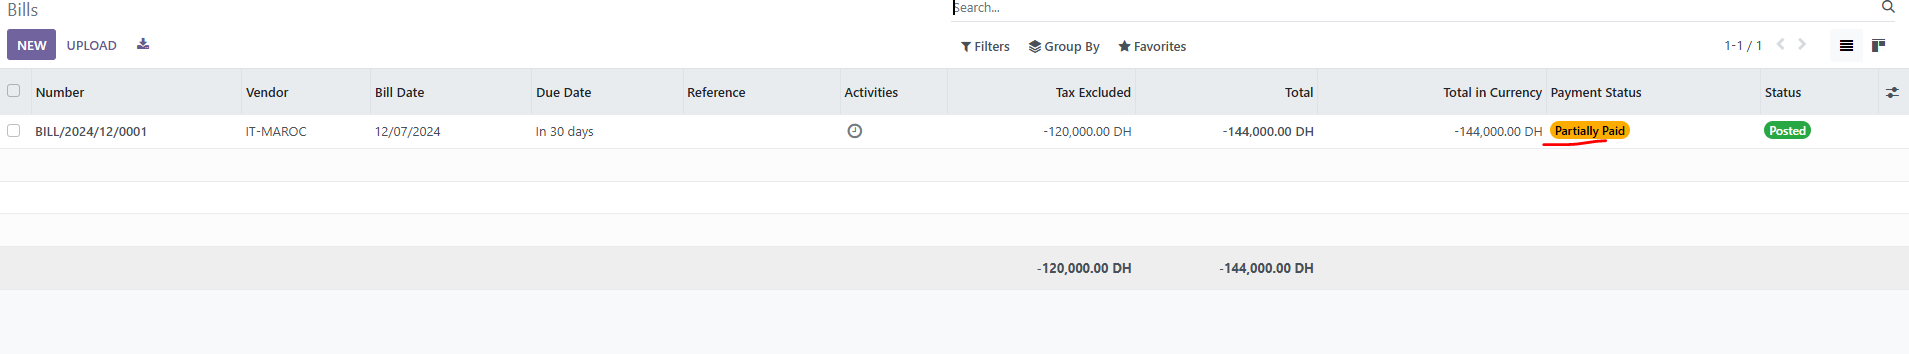 Bills
Search...
NEW UPLOAD
Filters Group By Favorites
1-1 / 1
Number Vendor Bill Date Due Date Reference Activities Tax Excluded Total Total in Currency Payment Status Status
BILL/2024/12/0001 IT-MAROC 12/07/2024 In 30 days -120,000.00 DH -144,000.00 DH -144,000.00 DH Partially Paid Posted
-120,000.00 DH -144,000.00 DH